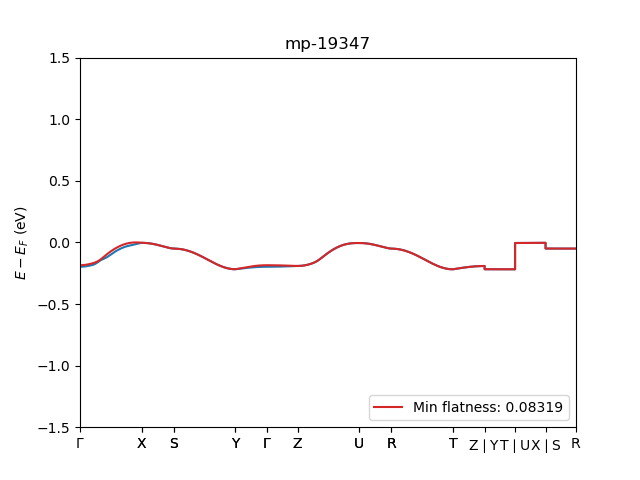 mp-19347
1.5
1.0
0.5
0.0
−0.5
−1.0
−1.5
E − E_F (eV)
Min flatness: 0.08319
Γ X S Y Γ Z U R T Z | Y T | U X | S R